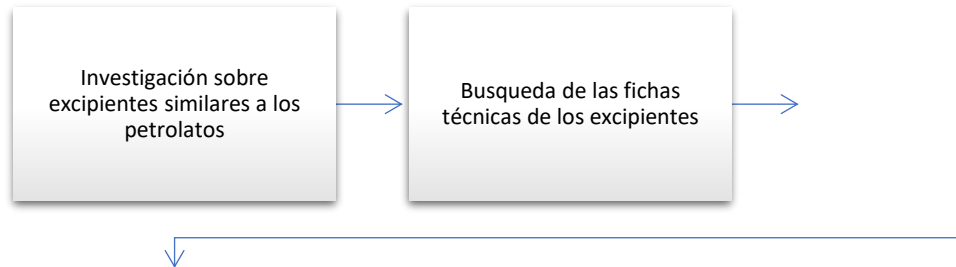 Investigación sobre
excipientes similares a los
petrolatos
Busqueda de las fichas
técnicas de los excipientes